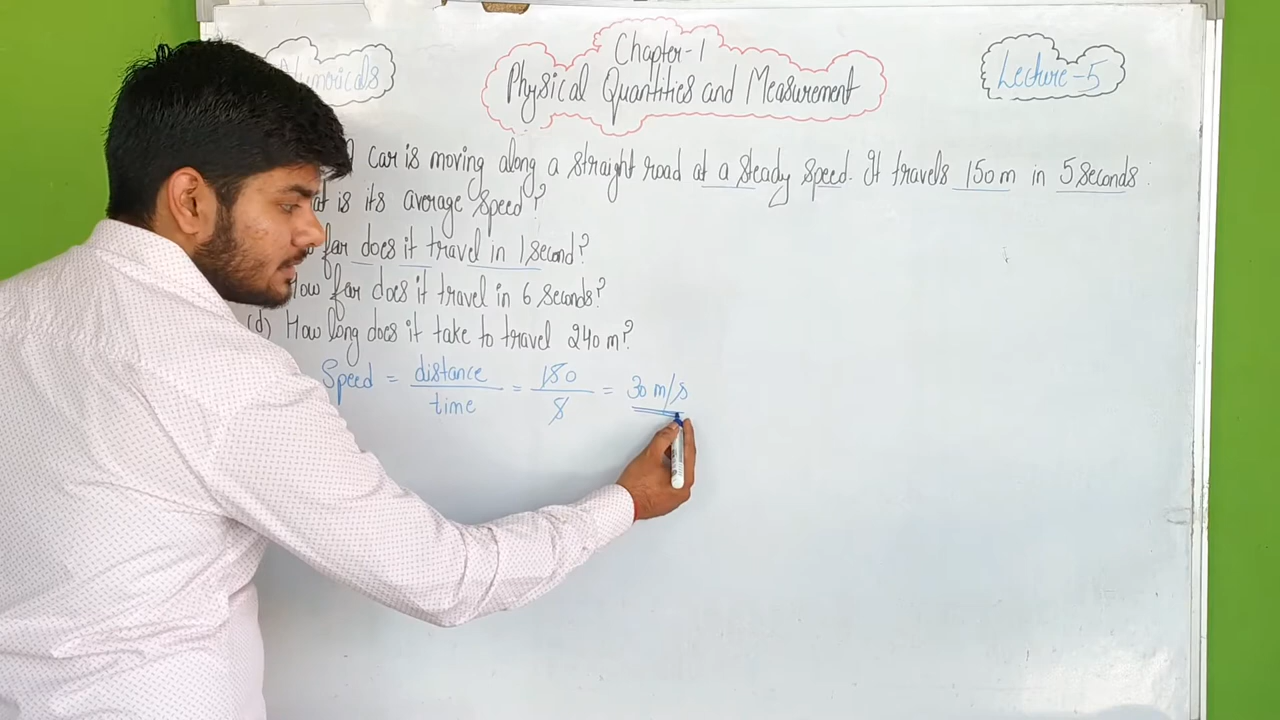 Numericals
Chapter-1
Physical Quantities and Measurement
Lecture-5
car is moving along a straight road at a steady speed. It travels 150 m in 5 seconds.
is its average speed?
far does it travel in 1 second?
How far does it travel in 6 seconds?
(d) How long does it take to travel 240 m?
Speed = distance / time = 150 / 5 = 30 m/s